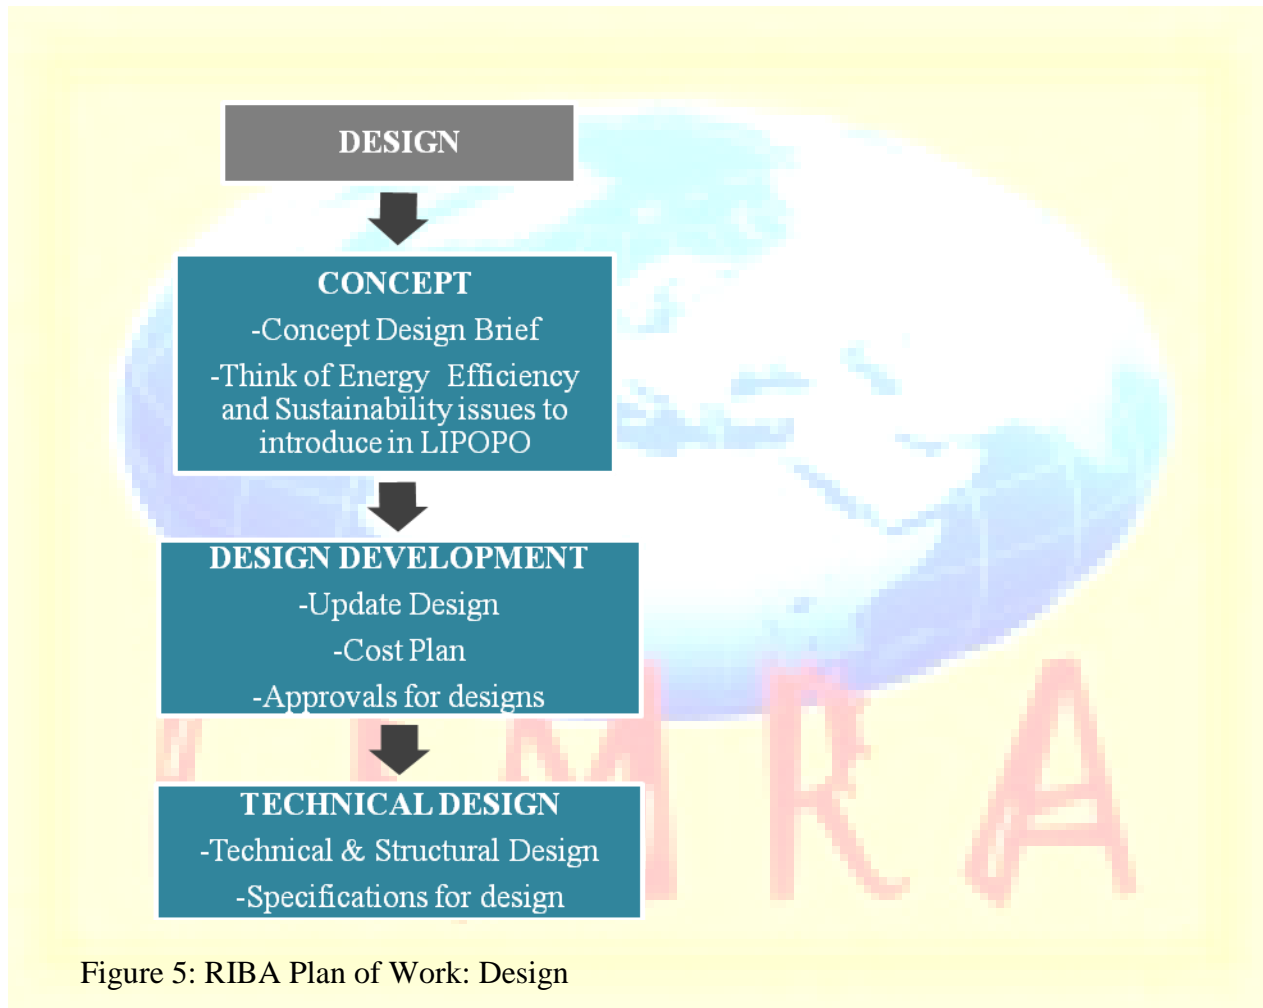 DESIGN
CONCEPT
-Concept Design Brief
-Think of Energy Efficiency
and Sustainability issues to
introduce in LIPOPO
DESIGN DEVELOPMENT
-Update Design
-Cost Plan
-Approvals for designs
TECHNICAL DESIGN
-Technical & Structural Design
-Specifications for design
Figure 5: RIBA Plan of Work: Design